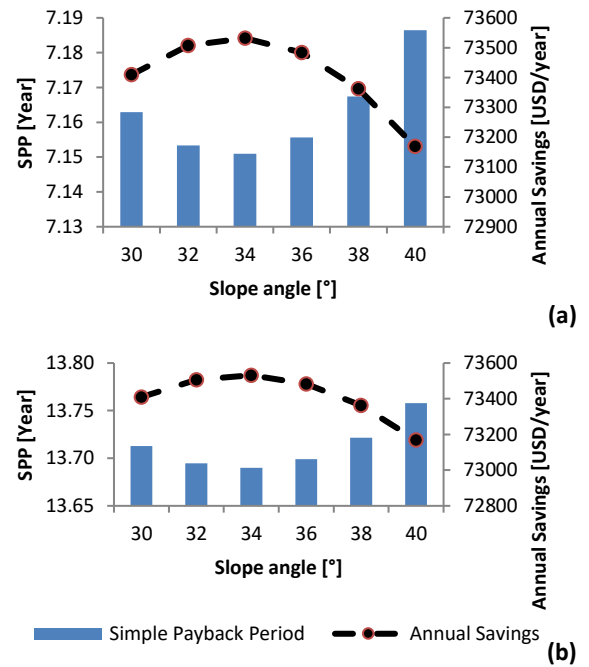 SPP [Year]
7.19
7.18
7.17
7.16
7.15
7.14
7.13
73600
73500
73400
73300
73200
73100
73000
72900
Annual Savings [USD/year]
30 32 34 36 38 40
Slope angle [°]
(a)
SPP [Year]
13.80
13.75
13.70
13.65
73600
73400
73200
73000
72800
Annual Savings [USD/year]
30 32 34 36 38 40
Slope angle [°]
Simple Payback Period Annual Savings
(b)